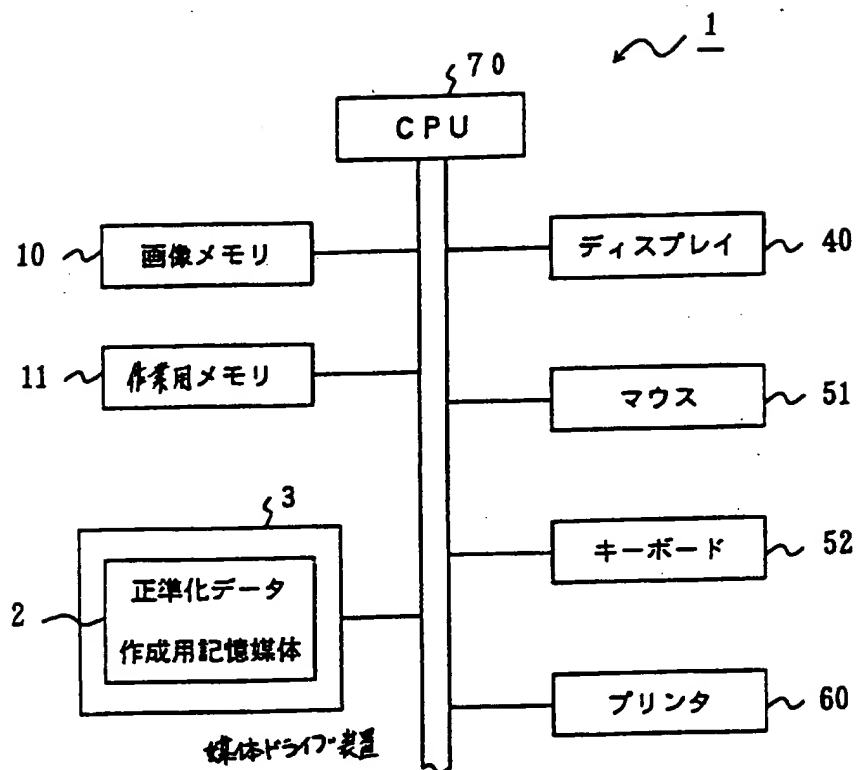 1
70
CPU
10
画像メモリ
ディスプレイ
40
11
作業用メモリ
マウス
51
3
キーボード
52
2
正準化データ
作成用記憶媒体
プリンタ
60
媒体ドライブ装置